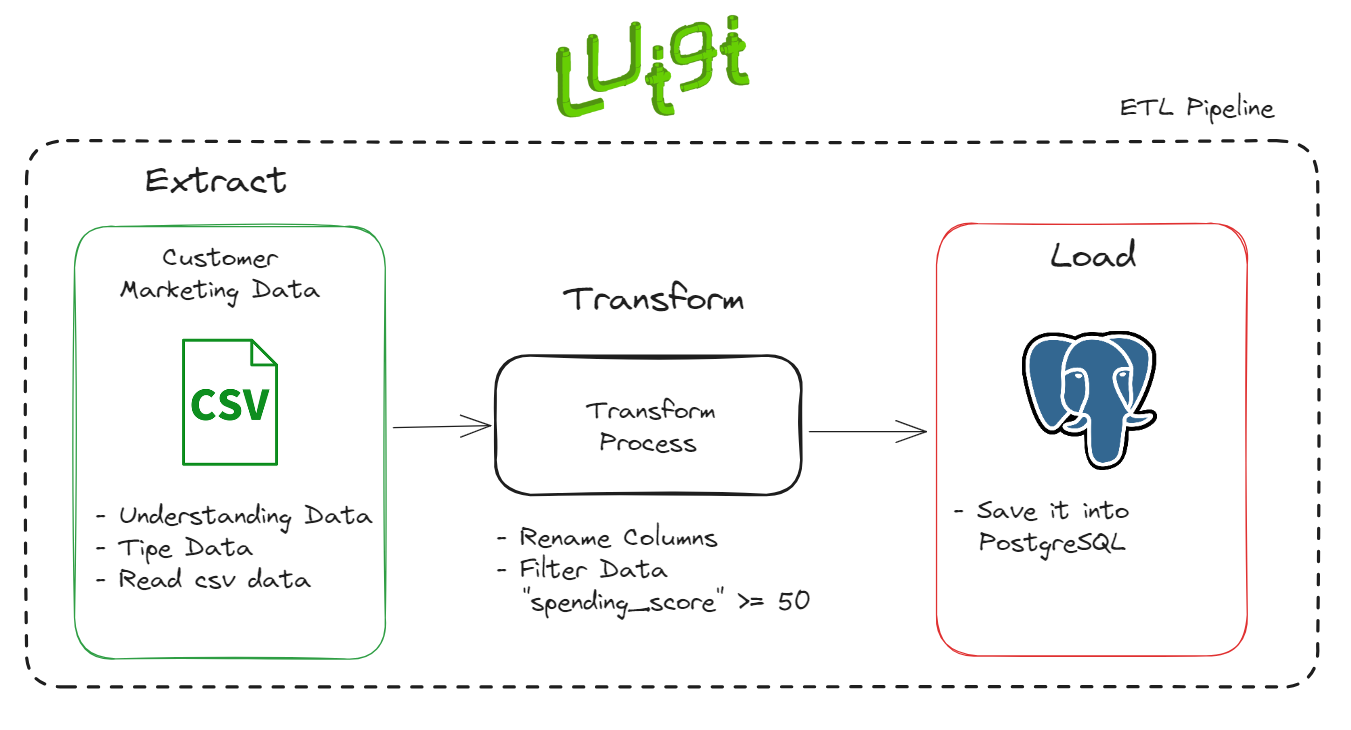 Luigi
ETL Pipeline
Extract
Customer
Marketing Data
CSV
- Understanding Data
- Tipe Data
- Read csv data
Transform
Transform
Process
- Rename Columns
- Filter Data
"spending_score" >= 50
Load
- Save it into
PostgreSQL